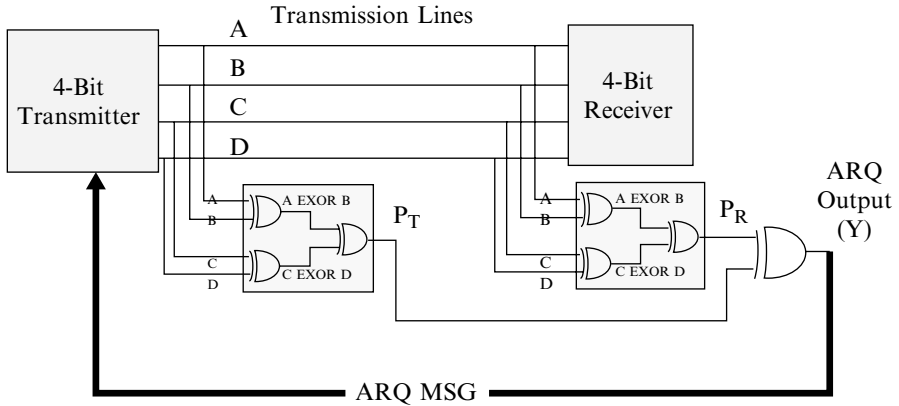 Transmission Lines
A
B
C
D
4-Bit
Transmitter
4-Bit
Receiver
A
B
A EXOR B
C
D
C EXOR D
P_T
A
B
A EXOR B
C
D
C EXOR D
P_R
ARQ
Output
(Y)
ARQ MSG